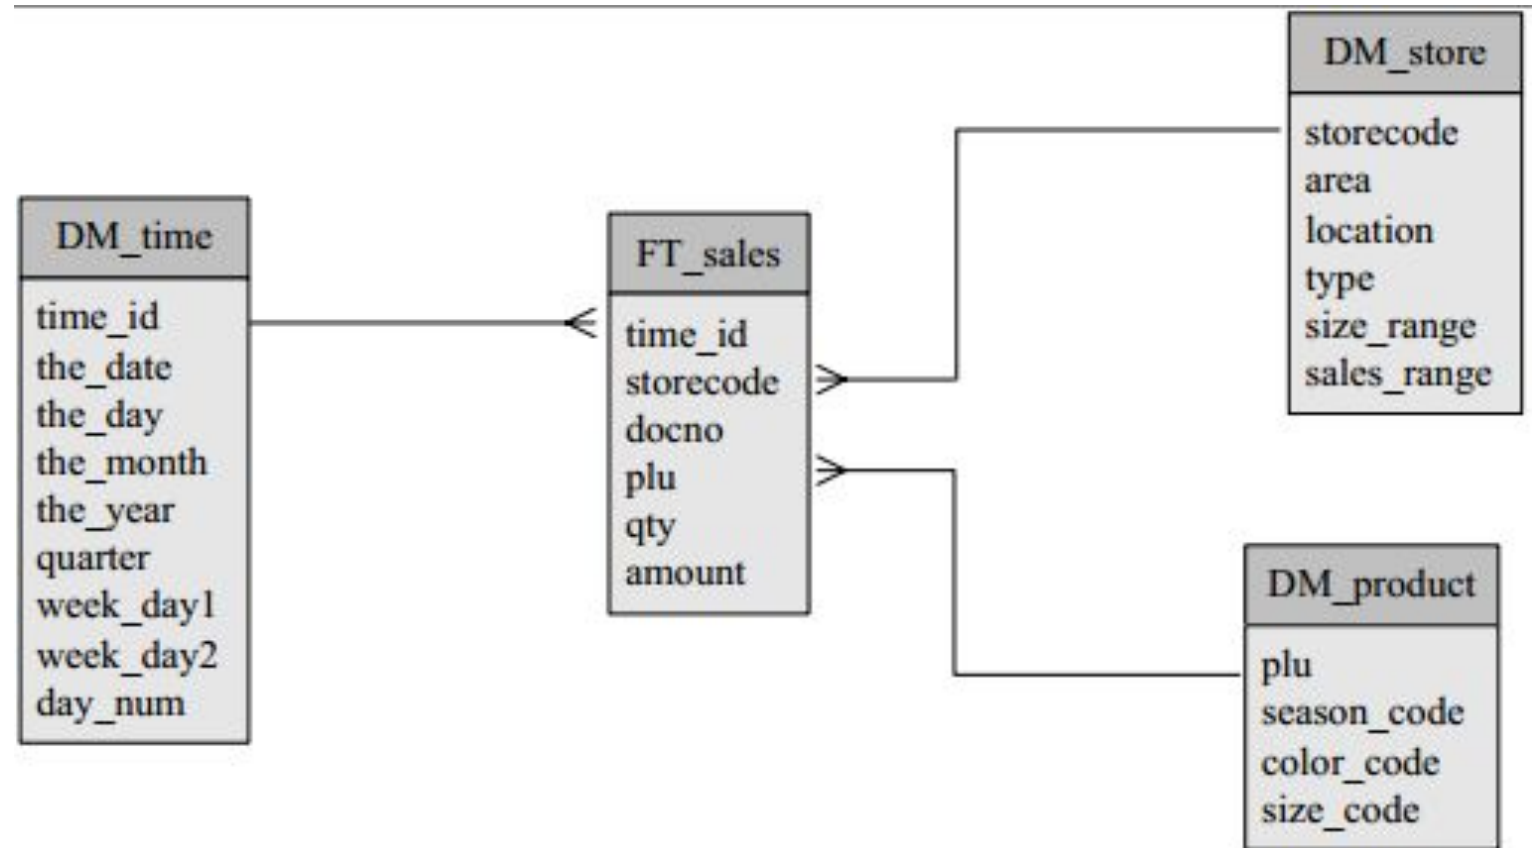 DM_time
time_id
the_date
the_day
the_month
the_year
quarter
week_day1
week_day2
day_num
FT_sales
time_id
storecode
docno
plu
qty
amount
DM_store
storecode
area
location
type
size_range
sales_range
DM_product
plu
season_code
color_code
size_code